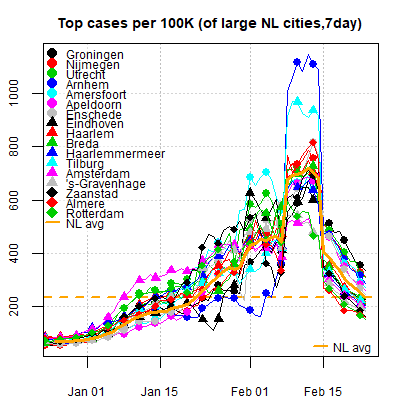 Top cases per 100K (of large NL cities,7day)
Groningen
Nijmegen
Utrecht
Arnhem
Amersfoort
Apeldoorn
Enschede
Eindhoven
Haarlem
Breda
Haarlemmermeer
Tilburg
Amsterdam
's-Gravenhage
Zaanstad
Almere
Rotterdam
NL avg
1000
800
600
400
200
NL avg
Jan 01 Jan 15 Feb 01 Feb 15